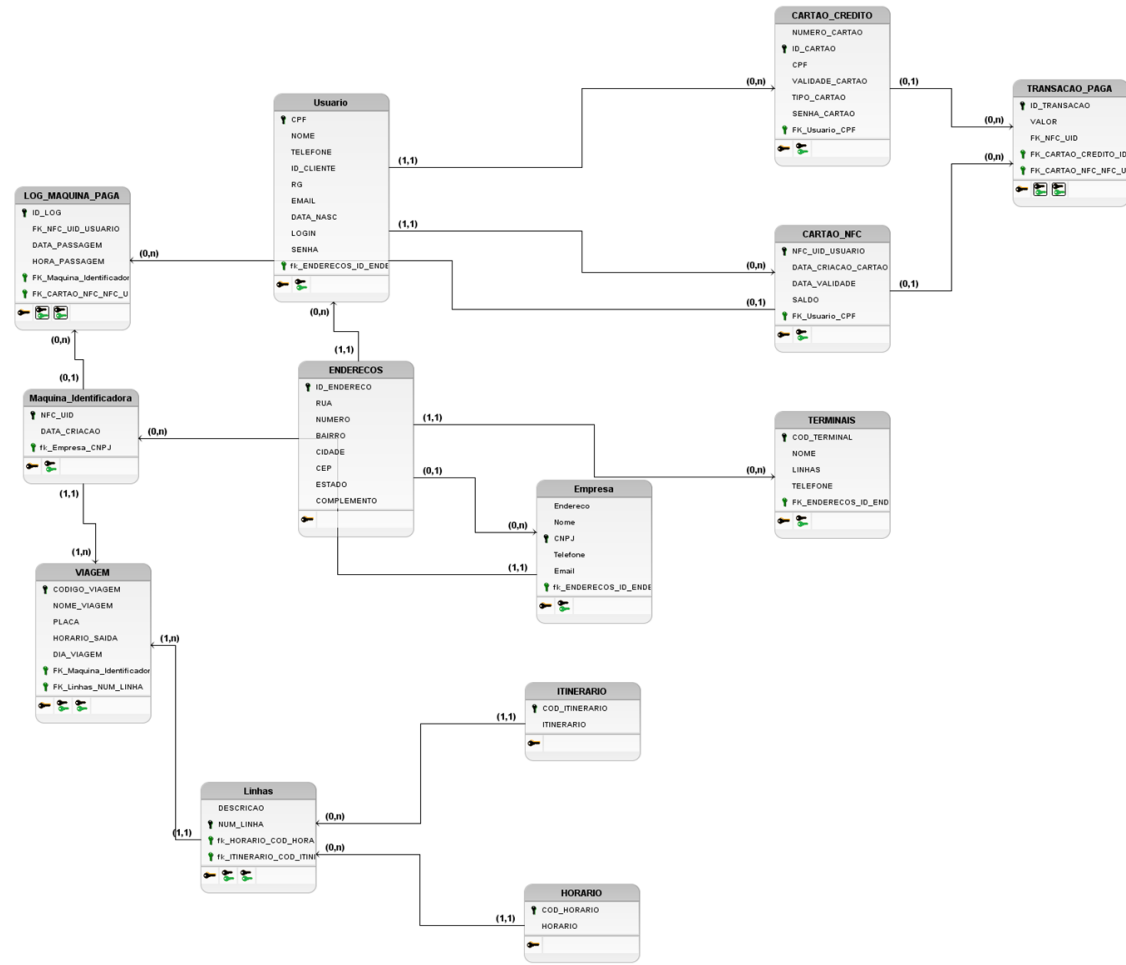 CARTAO_CREDITO
NUMERO_CARTAO
ID_CARTAO
CPF
VALIDADE_CARTAO
TIPO_CARTAO
SENHA_CARTAO
FK_Usuario_CPF
(0,n)
(0,1)
TRANSACAO_PAGA
ID_TRANSACAO
VALOR
FK_NFC_UID
FK_CARTAO_CREDITO_ID
FK_CARTAO_NFC_NFC_U
(0,n)
(0,n)
Usuario
CPF
NOME
TELEFONE
ID_CLIENTE
RG
EMAIL
DATA_NASC
LOGIN
SENHA
fk_ENDERECOS_ID_ENDE
(1,1)
(1,1)
(0,n)
LOG_MAQUINA_PAGA
ID_LOG
FK_NFC_UID_USUARIO
DATA_PASSAGEM
HORA_PASSAGEM
FK_Maquina_Identificador
FK_CARTAO_NFC_NFC_U
(0,n)
(0,n)
CARTAO_NFC
NFC_UID_USUARIO
DATA_CRIACAO_CARTAO
DATA_VALIDADE
SALDO
FK_Usuario_CPF
(0,n)
(0,1)
(0,1)
ENDERECOS
ID_ENDERECO
RUA
NUMERO
BAIRRO
CIDADE
CEP
ESTADO
COMPLEMENTO
(1,1)
(1,1)
(0,1)
Maquina_Identificadora
NFC_UID
DATA_CRIACAO
fk_Empresa_CNPJ
(0,1)
(0,n)
(1,1)
TERMINAIS
COD_TERMINAL
NOME
LINHAS
TELEFONE
FK_ENDERECOS_ID_END
(0,n)
Empresa
Endereco
Nome
CNPJ
Telefone
Email
fk_ENDERECOS_ID_ENDE
(0,n)
(1,1)
(1,n)
VIAGEM
CODIGO_VIAGEM
NOME_VIAGEM
PLACA
HORARIO_SAIDA
DIA_VIAGEM
FK_Maquina_Identificador
FK_Linhas_NUM_LINHA
(1,n)
ITINERARIO
COD_ITINERARIO
ITINERARIO
(1,1)
Linhas
DESCRICAO
NUM_LINHA
fk_HORARIO_COD_HORA
fk_ITINERARIO_COD_ITINI
(1,1)
(0,n)
(0,n)
HORARIO
COD_HORARIO
HORARIO
(1,1)